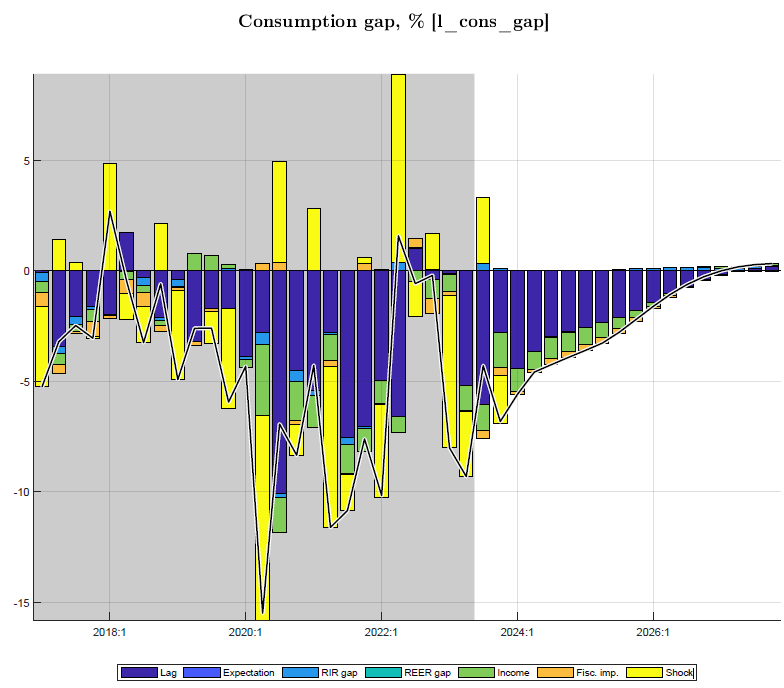 Consumption gap, % [l_cons_gap]
5
0
-5
-10
-15
2018:1 2020:1 2022:1 2024:1 2026:1
Lag Expectation RIR gap REER gap Income Fisc. imp. Shock